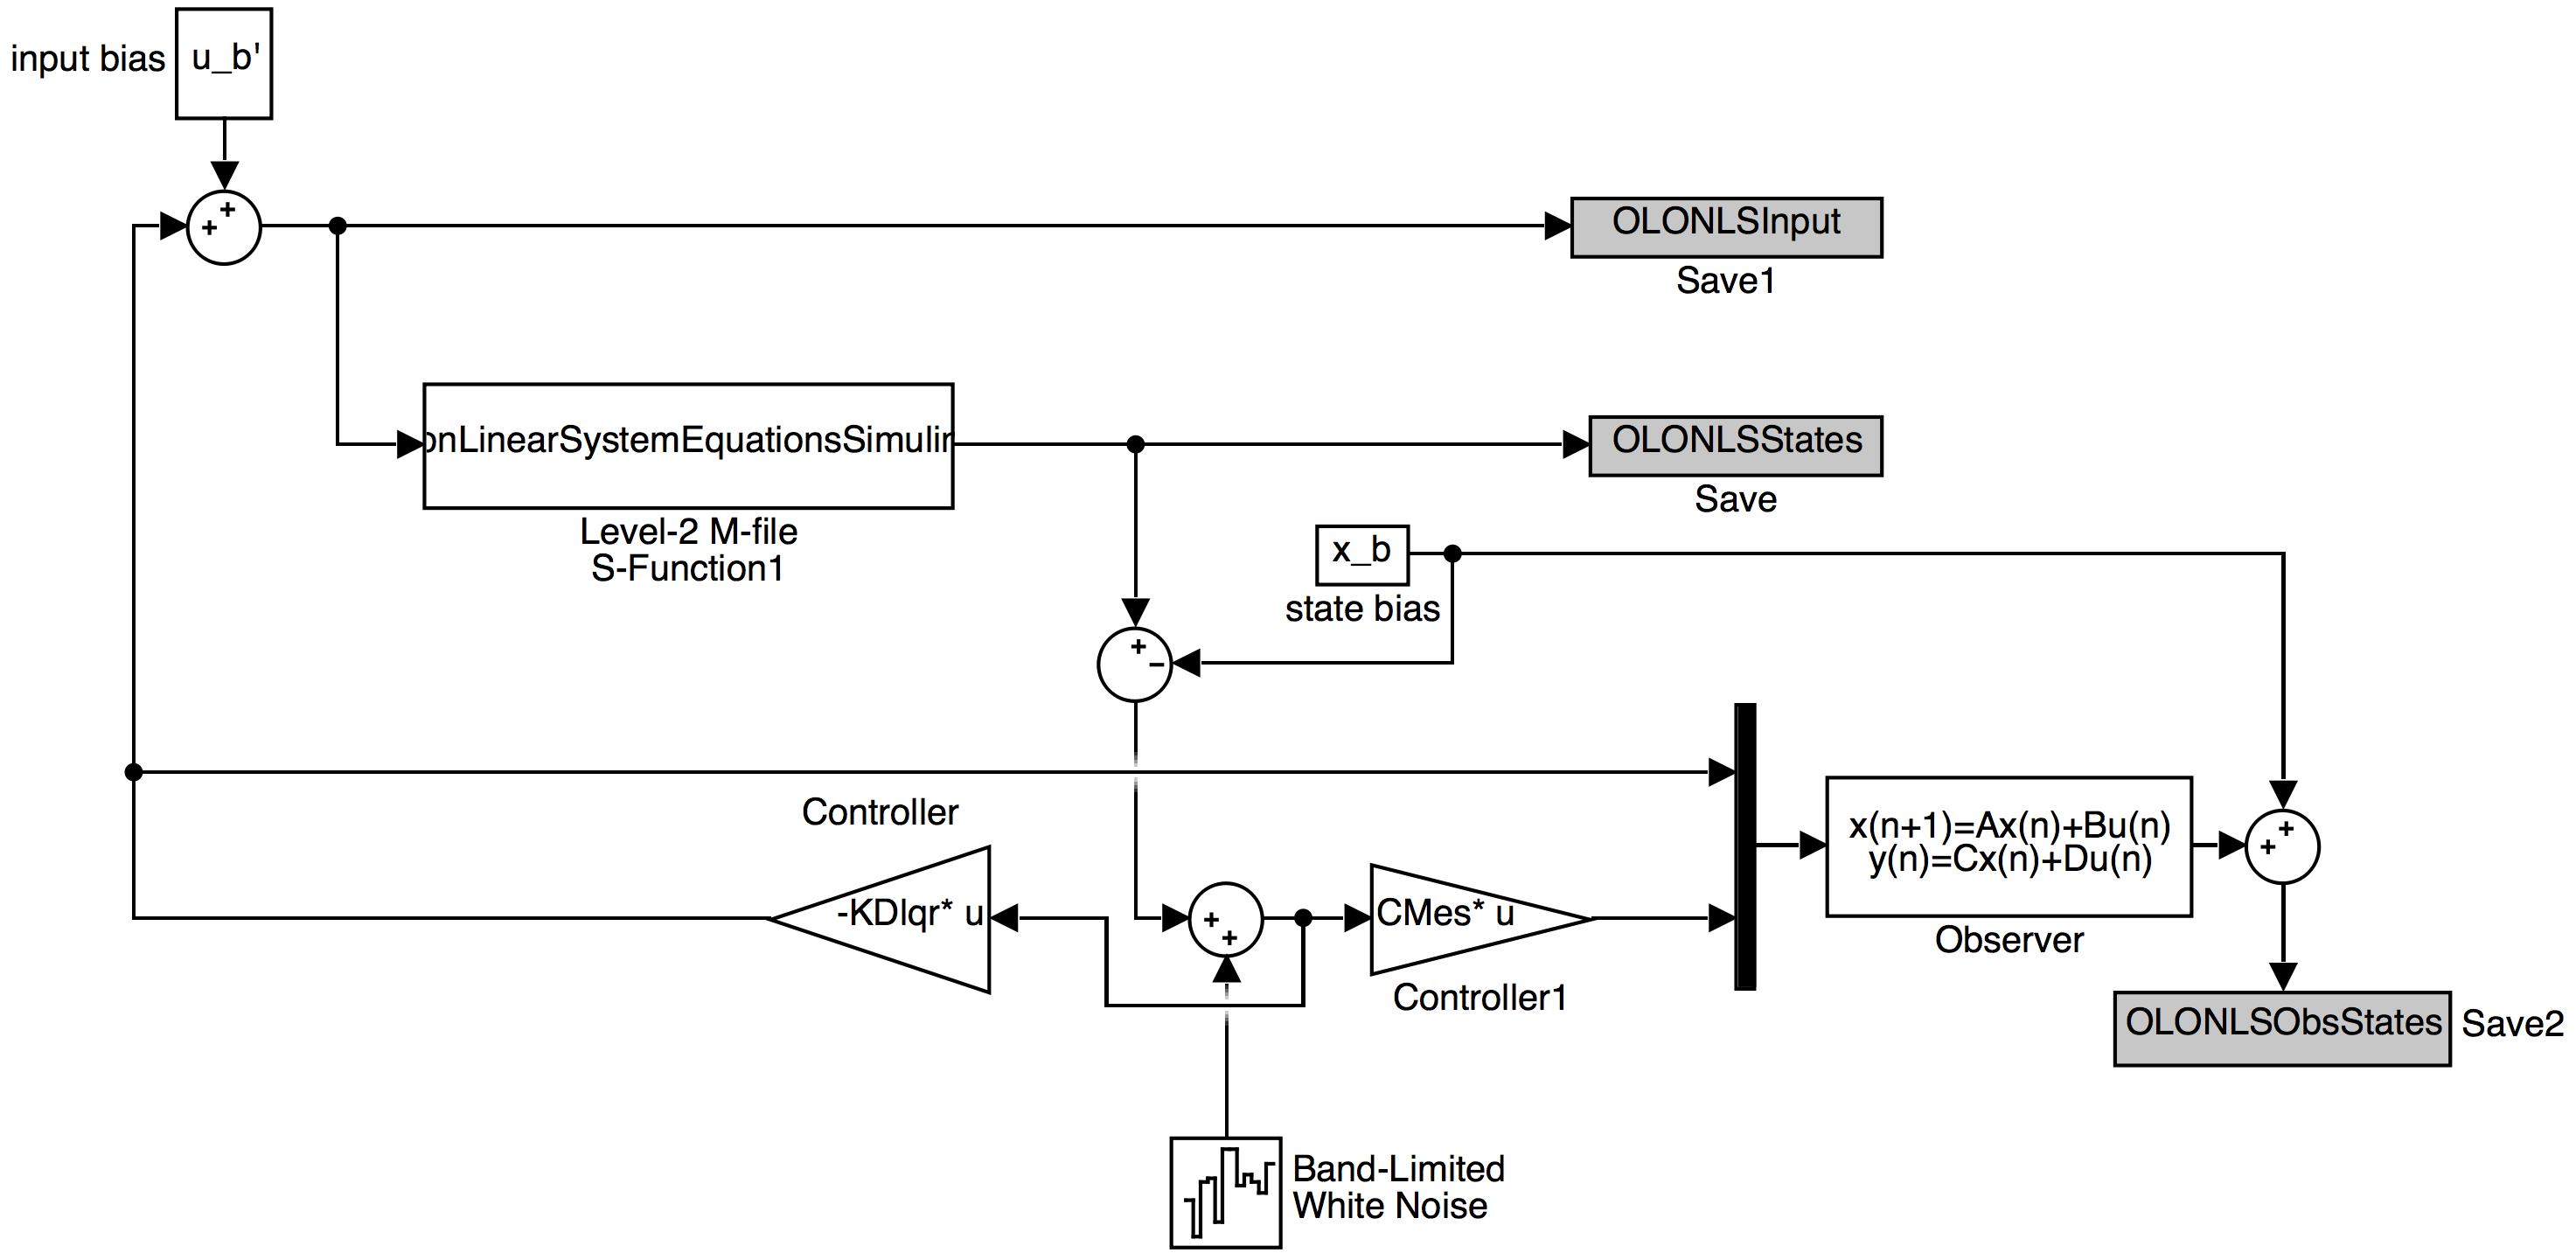 input bias
u_b'
+
+
OLONLSInput
Save1
onLinearSystemEquationsSimulin
Level-2 M-file
S-Function1
OLONLSStates
Save
x_b
state bias
+
−
Controller
-KDlqr* u
+
+
CMes* u
Controller1
x(n+1)=Ax(n)+Bu(n)
y(n)=Cx(n)+Du(n)
Observer
+
+
OLONLSObsStates
Save2
Band-Limited
White Noise